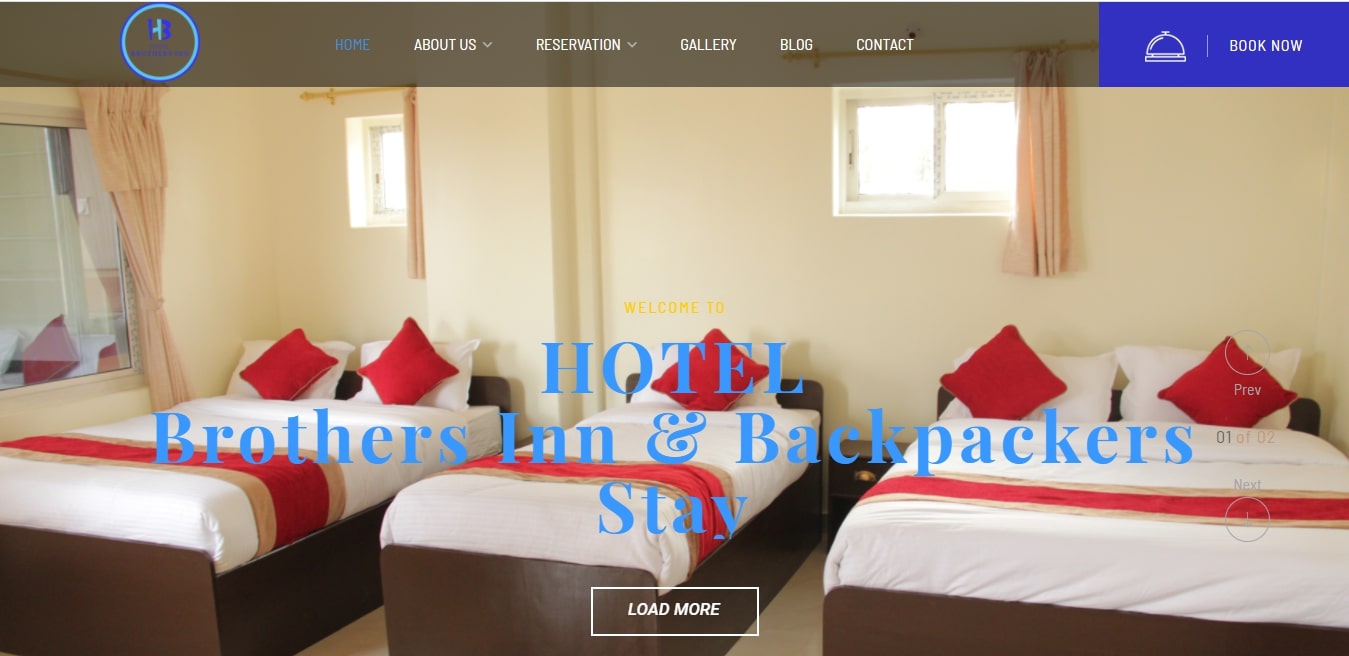 HB
HOME
ABOUT US
RESERVATION
GALLERY
BLOG
CONTACT
BOOK NOW
WELCOME TO
HOTEL
Brothers Inn & Backpackers
Stay
Prev
01 of 02
Next
LOAD MORE